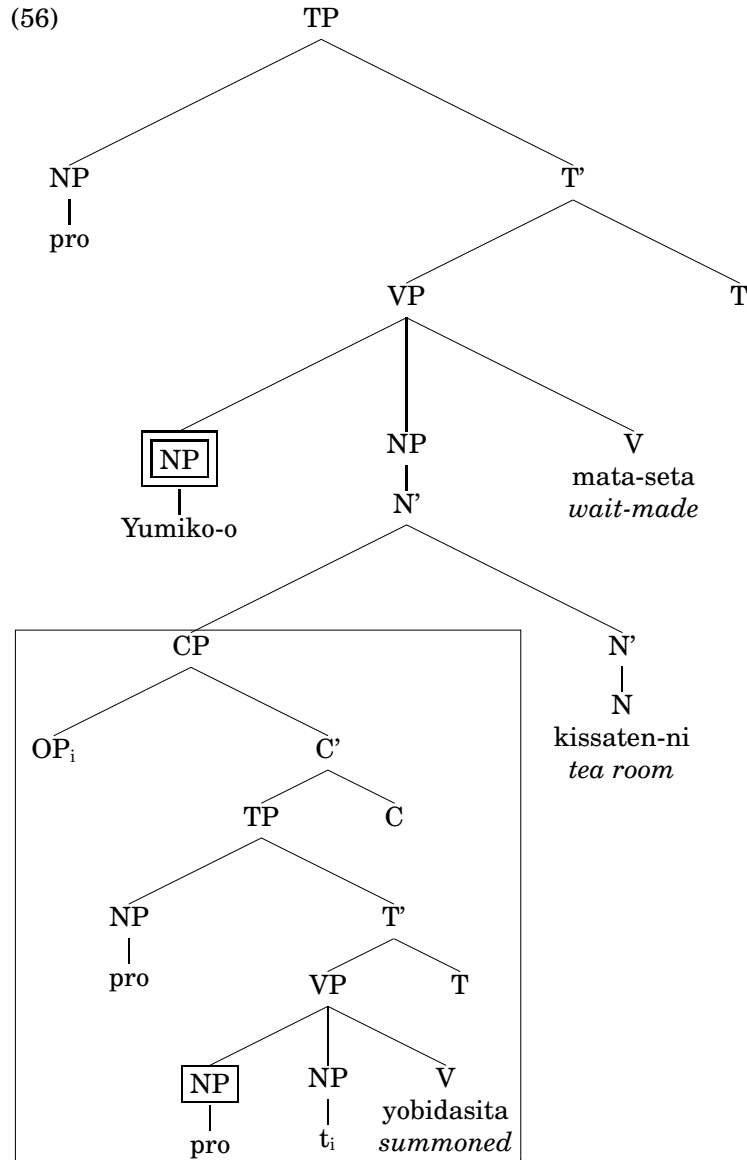 (56) TP
NP T’
pro
VP T
NP NP V
mata-seta
wait-made
Yumiko-o N’
CP N’
N
OPi C’ kissaten-ni
tea room
TP C
NP T’
pro VP T
NP NP V
yobidasita
pro ti summoned